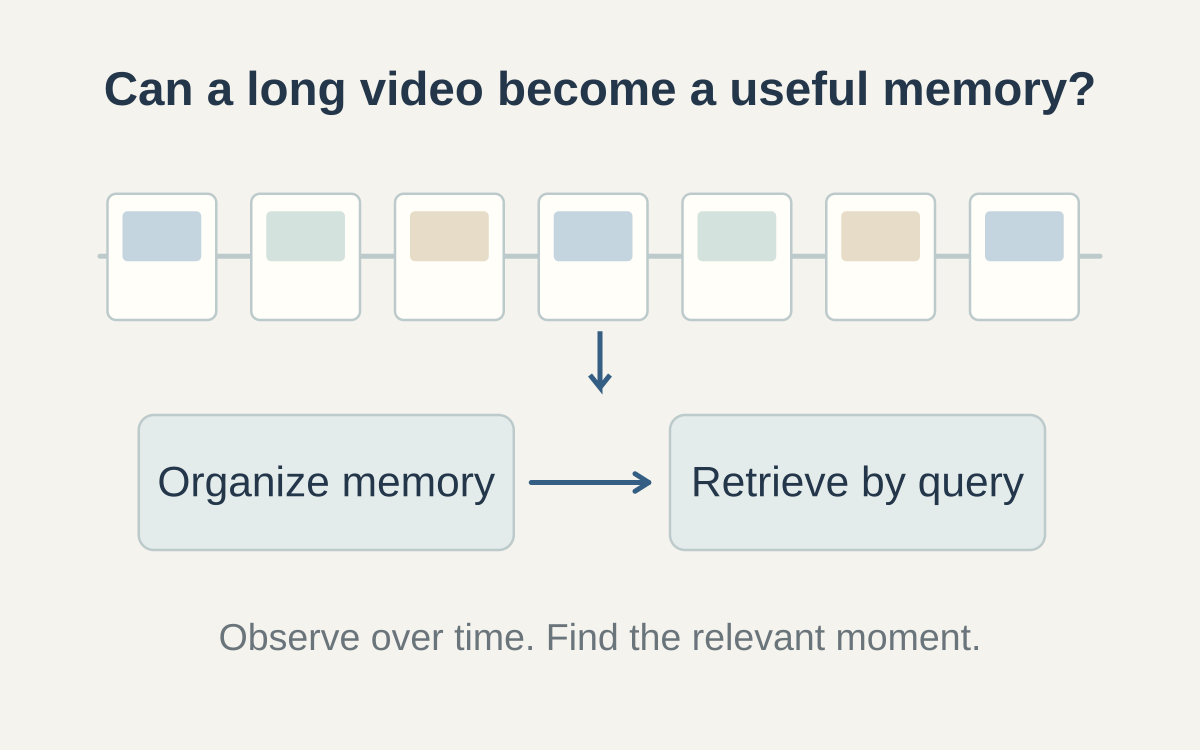 Can a long video become a useful memory?
Organize memory
Retrieve by query
Observe over time. Find the relevant moment.